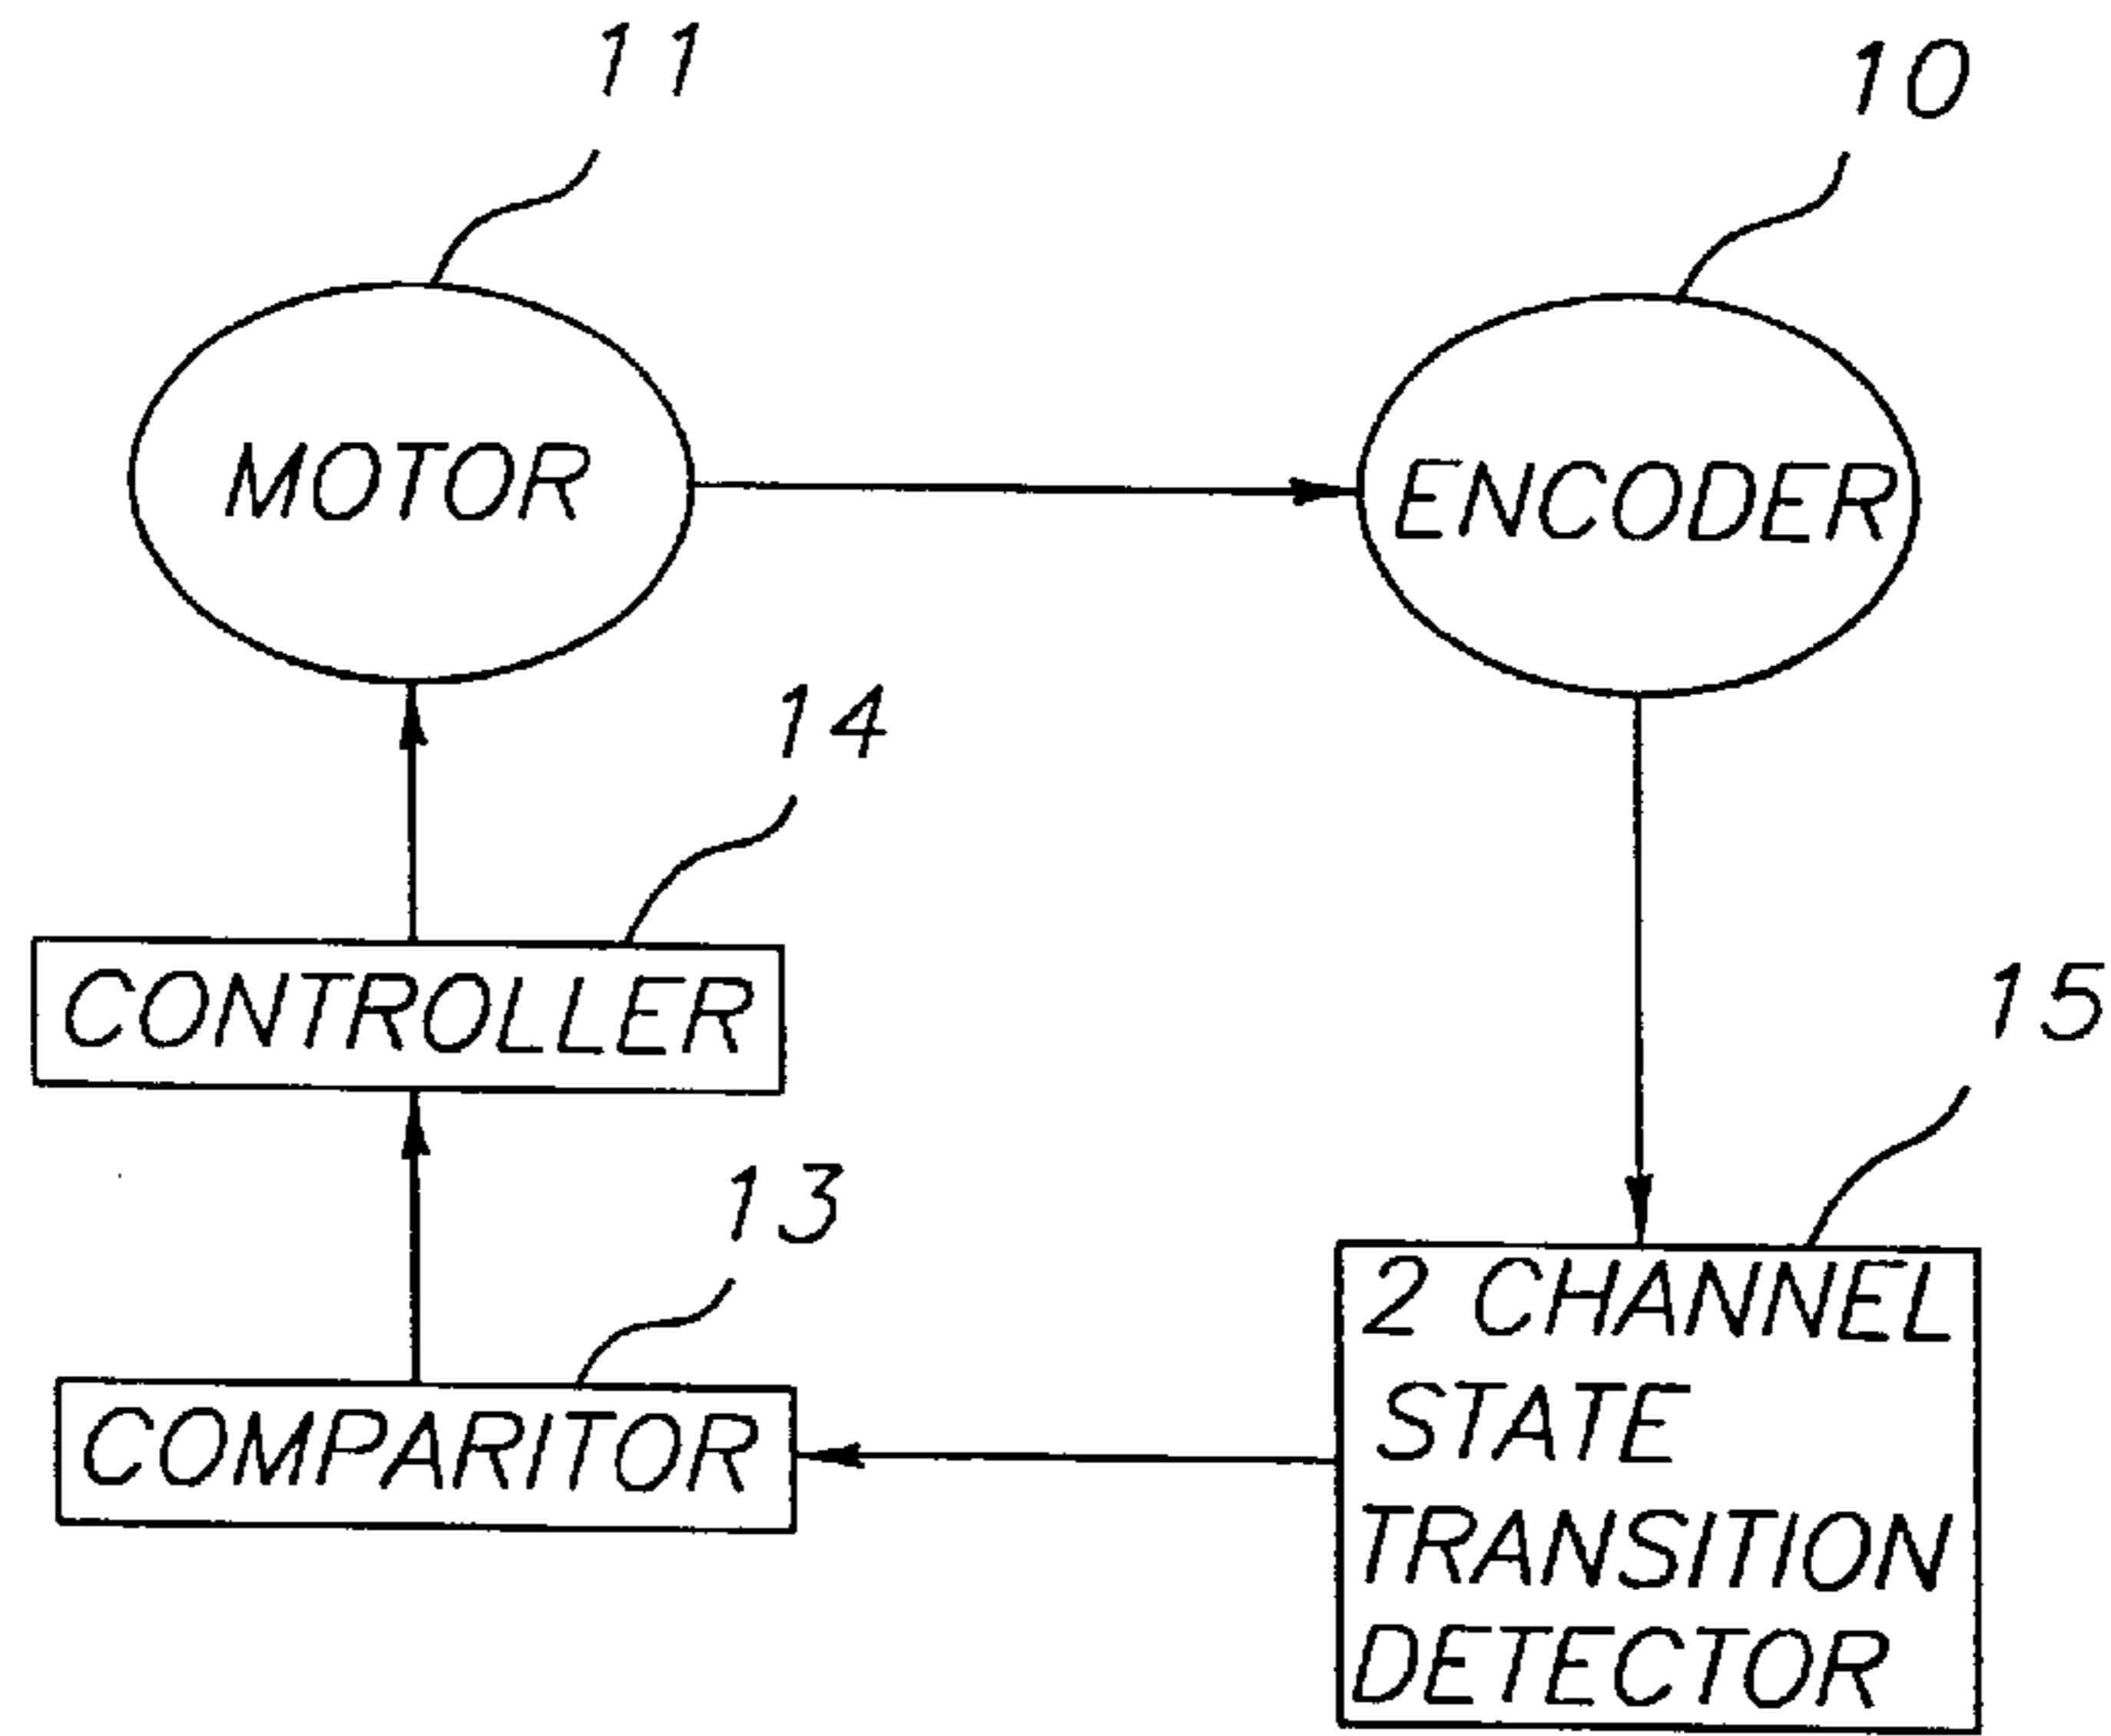 11
10
MOTOR
ENCODER
14
CONTROLLER
15
13
2 CHANNEL
STATE
TRANSITION
DETECTOR
COMPARITOR